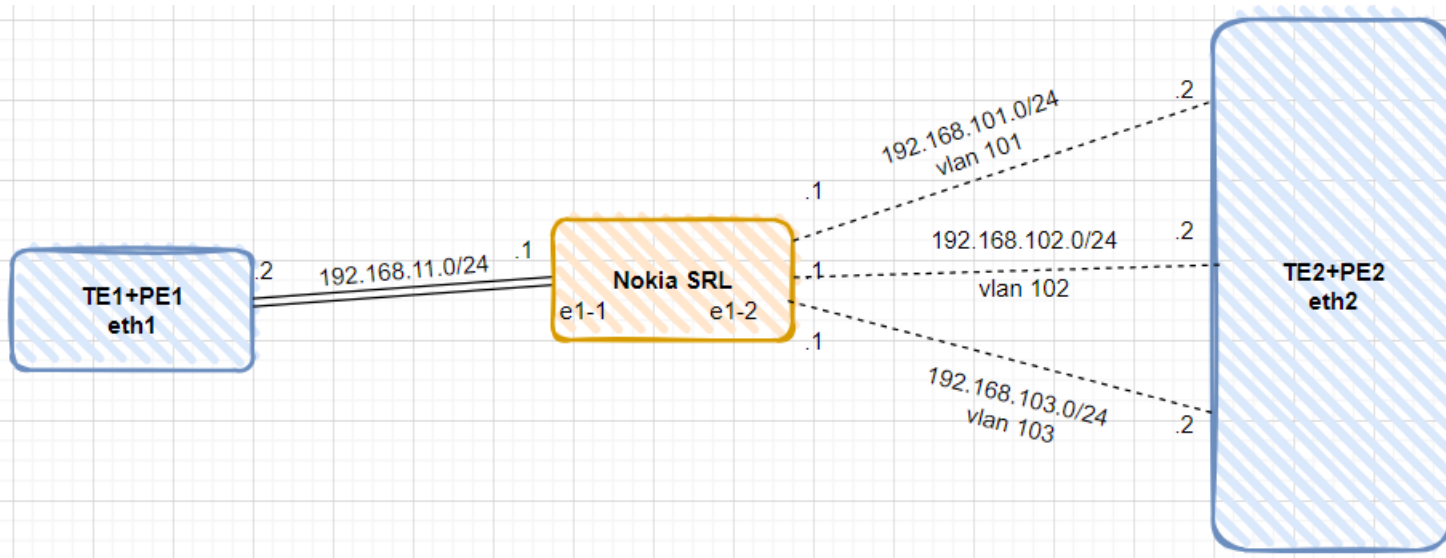 TE1+PE1
eth1
.2
192.168.11.0/24
.1
Nokia SRL
e1-1
e1-2
.1
192.168.101.0/24
vlan 101
.2
.1
192.168.102.0/24
vlan 102
.2
.1
192.168.103.0/24
vlan 103
.2
TE2+PE2
eth2